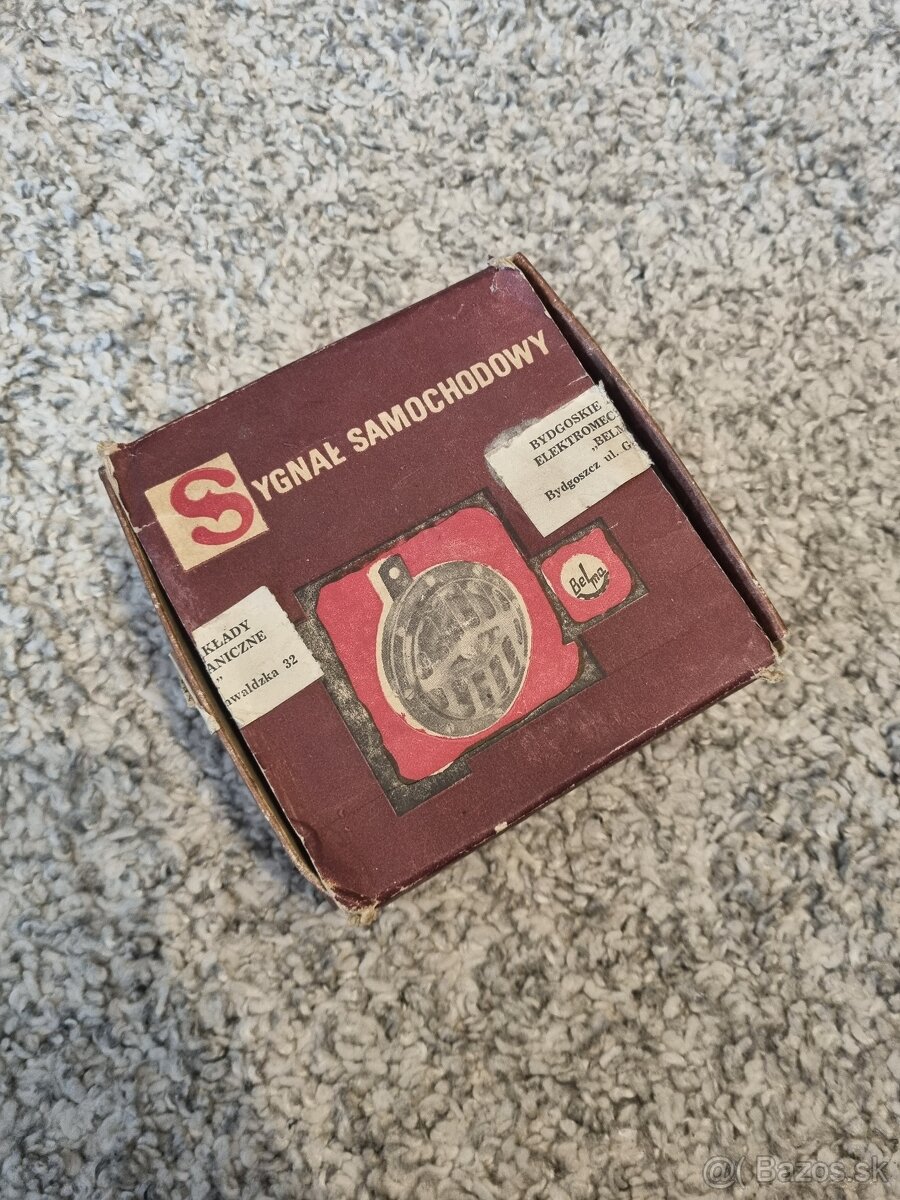 SYGNAŁ SAMOCHODOWY
BYDGOSKIE
ELEKTROMEC
„BELM
Bydgoszcz ul. G
Belma
KŁADY
ANICZNE
”
nwaldzka 32
@( Bazos.sk